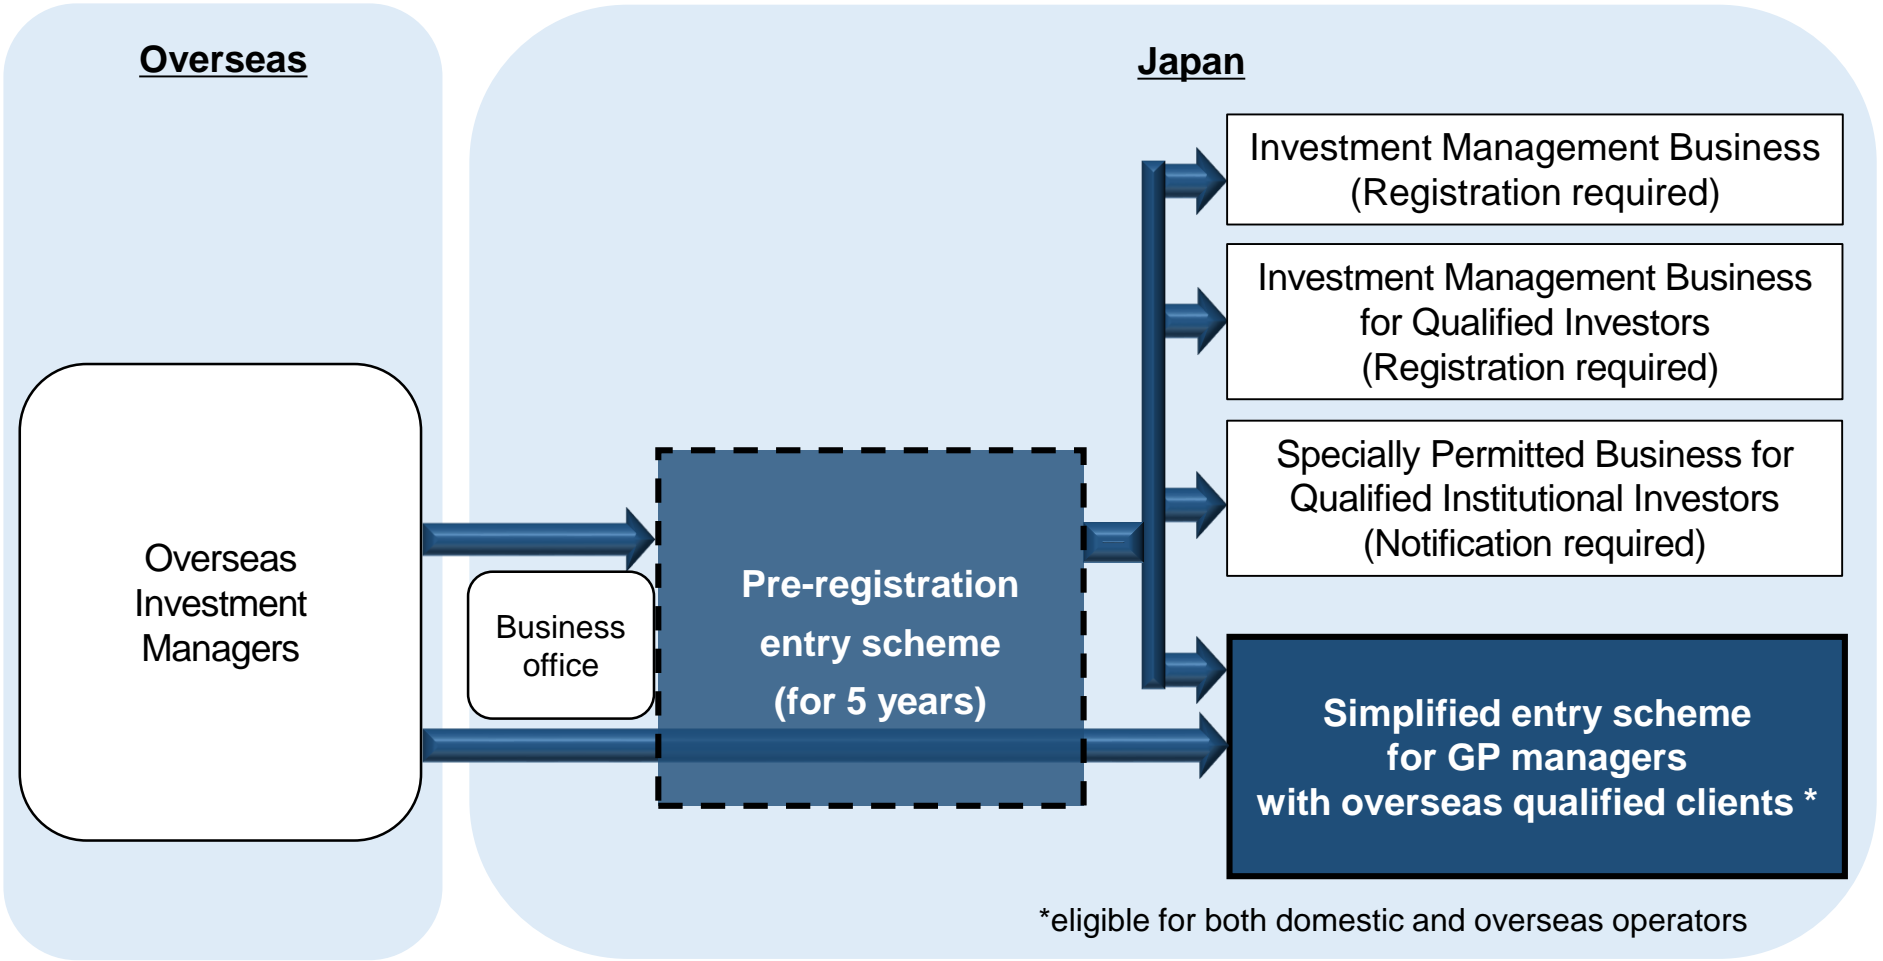 Overseas
Japan
Overseas
Investment
Managers
Business
office
Pre-registration
entry scheme
(for 5 years)
Investment Management Business
(Registration required)
Investment Management Business
for Qualified Investors
(Registration required)
Specially Permitted Business for
Qualified Institutional Investors
(Notification required)
Simplified entry scheme
for GP managers
with overseas qualified clients *
*eligible for both domestic and overseas operators